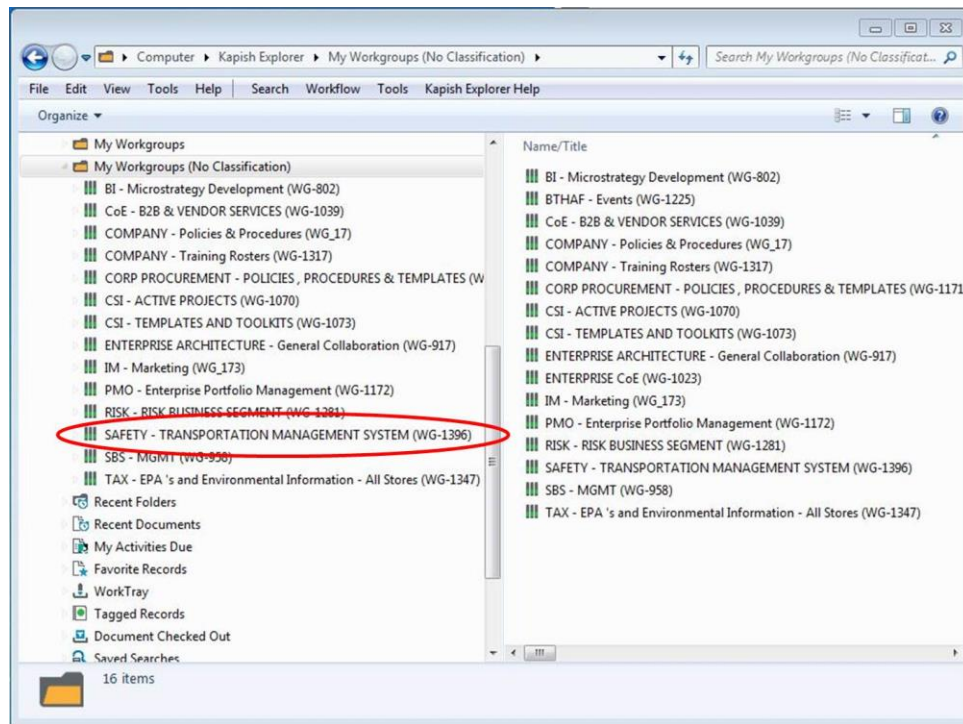 Computer Kapish Explorer My Workgroups (No Classification)
Search My Workgroups (No Classificat...
File Edit View Tools Help Search Workflow Tools Kapish Explorer Help
Organize
My Workgroups
My Workgroups (No Classification)
BI - Microstrategy Development (WG-802)
CoE - B2B & VENDOR SERVICES (WG-1039)
COMPANY - Policies & Procedures (WG_17)
COMPANY - Training Rosters (WG-1317)
CORP PROCUREMENT - POLICIES, PROCEDURES & TEMPLATES (W
CSI - ACTIVE PROJECTS (WG-1070)
CSI - TEMPLATES AND TOOLKITS (WG-1073)
ENTERPRISE ARCHITECTURE - General Collaboration (WG-917)
IM - Marketing (WG_173)
PMO - Enterprise Portfolio Management (WG-1172)
RISK - RISK BUSINESS SEGMENT (WG-1281)
SAFETY - TRANSPORTATION MANAGEMENT SYSTEM (WG-1396)
SBS - MGMT (WG-958)
TAX - EPA 's and Environmental Information - All Stores (WG-1347)
Recent Folders
Recent Documents
My Activities Due
Favorite Records
WorkTray
Tagged Records
Document Checked Out
Saved Searches
Name/Title
BI - Microstrategy Development (WG-802)
BTHAF - Events (WG-1225)
CoE - B2B & VENDOR SERVICES (WG-1039)
COMPANY - Policies & Procedures (WG_17)
COMPANY - Training Rosters (WG-1317)
CORP PROCUREMENT - POLICIES, PROCEDURES & TEMPLATES (WG-1171
CSI - ACTIVE PROJECTS (WG-1070)
CSI - TEMPLATES AND TOOLKITS (WG-1073)
ENTERPRISE ARCHITECTURE - General Collaboration (WG-917)
ENTERPRISE CoE (WG-1023)
IM - Marketing (WG_173)
PMO - Enterprise Portfolio Management (WG-1172)
RISK - RISK BUSINESS SEGMENT (WG-1281)
SAFETY - TRANSPORTATION MANAGEMENT SYSTEM (WG-1396)
SBS - MGMT (WG-958)
TAX - EPA 's and Environmental Information - All Stores (WG-1347)
16 items